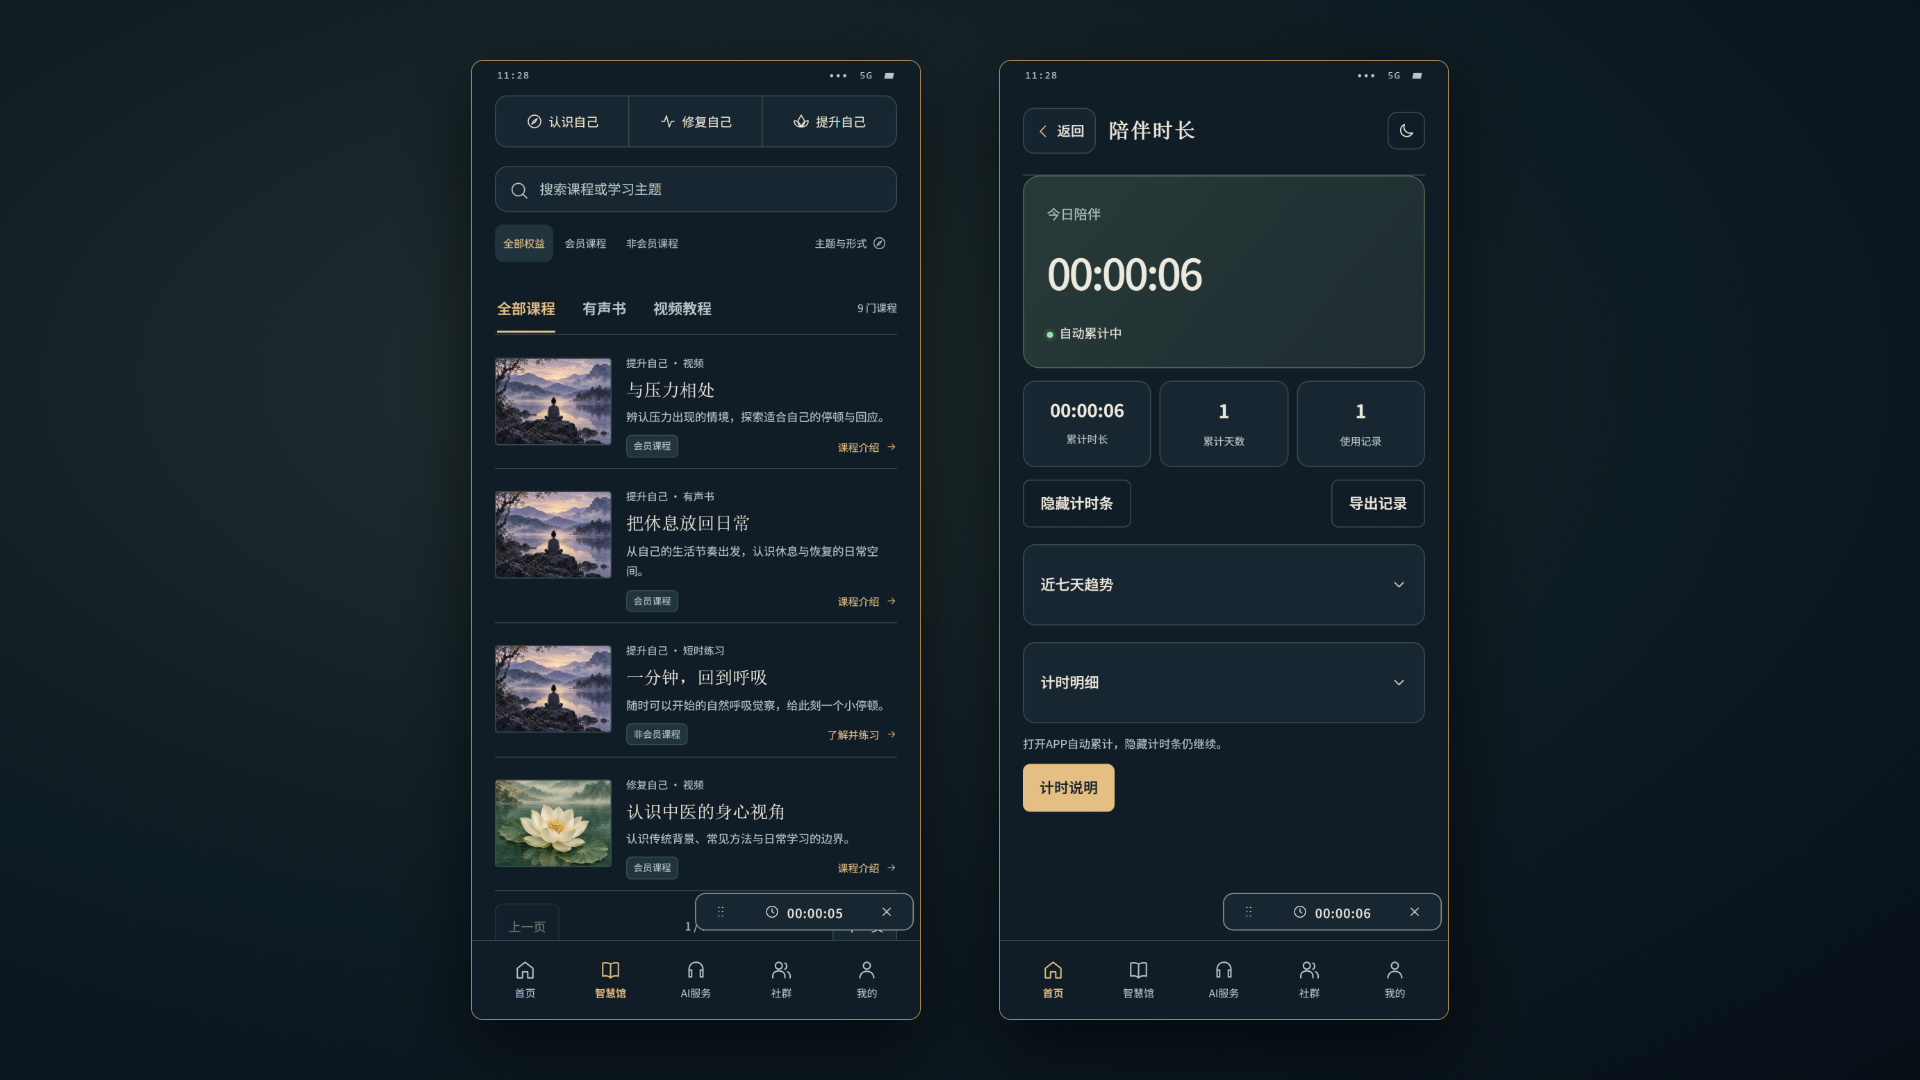 11:28
5G
认识自己
修复自己
提升自己
搜索课程或学习主题
全部权益
会员课程
非会员课程
主题与形式
全部课程
有声书
视频教程
9 门课程
提升自己 · 视频
与压力相处
辨认压力出现的情境，探索适合自己的停顿与回应。
会员课程
课程介绍 →
提升自己 · 有声书
把休息放回日常
从自己的生活节奏出发，认识休息与恢复的日常空
间。
会员课程
课程介绍 →
提升自己 · 短时练习
一分钟，回到呼吸
随时可以开始的自然呼吸觉察，给此刻一个小停顿。
非会员课程
了解并练习 →
修复自己 · 视频
认识中医的身心视角
认识传统背景、常见方法与日常学习的边界。
会员课程
课程介绍 →
上一页
1 /
00:00:05
首页
智慧馆
AI服务
社群
我的
11:28
5G
返回
陪伴时长
今日陪伴
00:00:06
自动累计中
00:00:06
累计时长
1
累计天数
1
使用记录
隐藏计时条
导出记录
近七天趋势
计时明细
打开APP自动累计，隐藏计时条仍继续。
计时说明
00:00:06
首页
智慧馆
AI服务
社群
我的